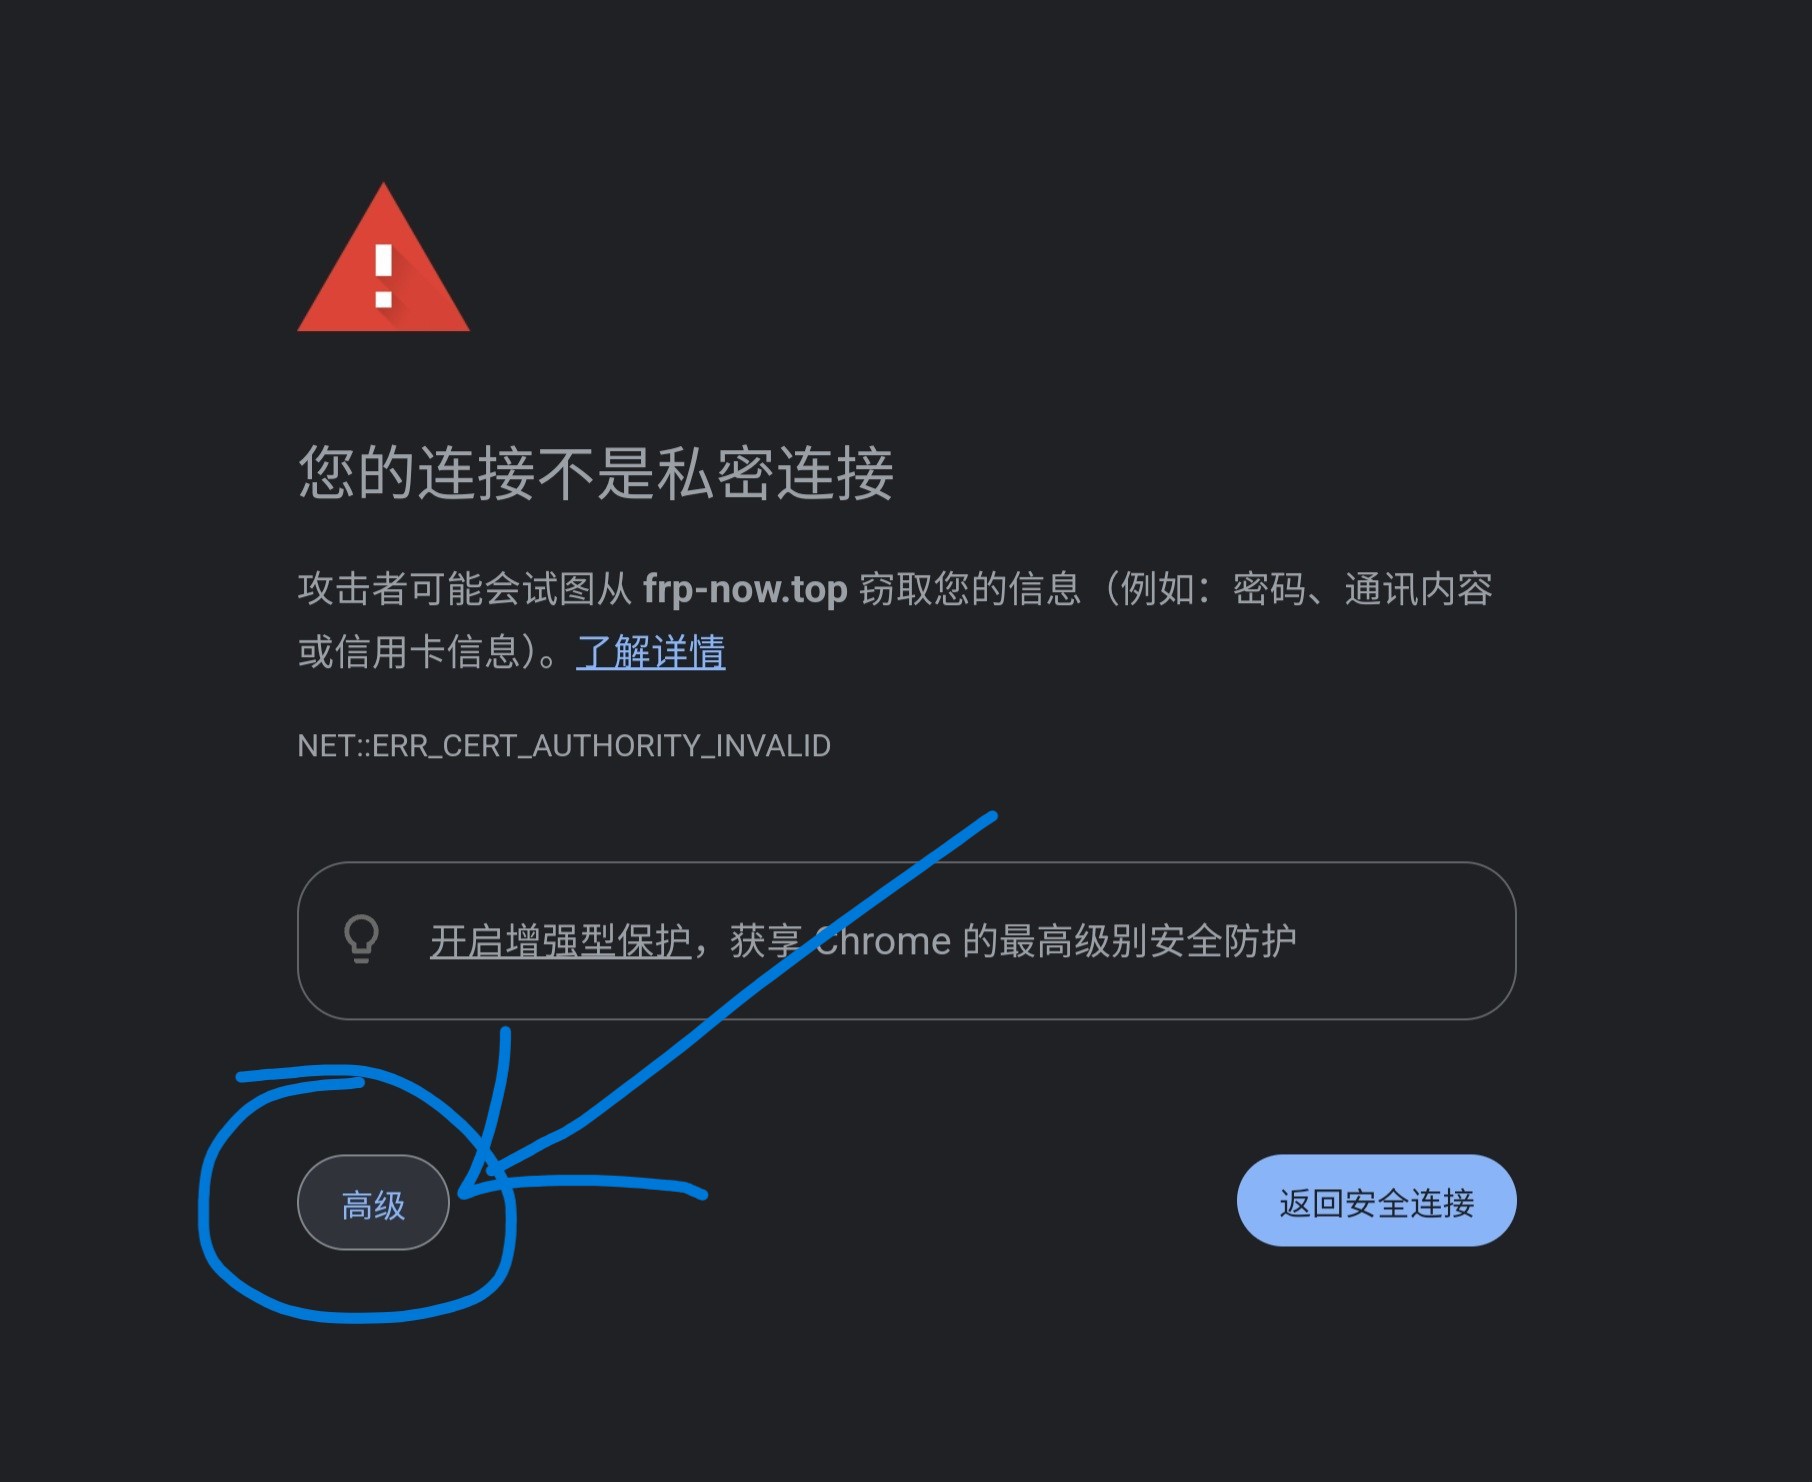 您的连接不是私密连接
攻击者可能会试图从 frp-now.top 窃取您的信息（例如：密码、通讯内容
或信用卡信息）。了解详情
NET::ERR_CERT_AUTHORITY_INVALID
开启增强型保护，获享 Chrome 的最高级别安全防护
高级
返回安全连接